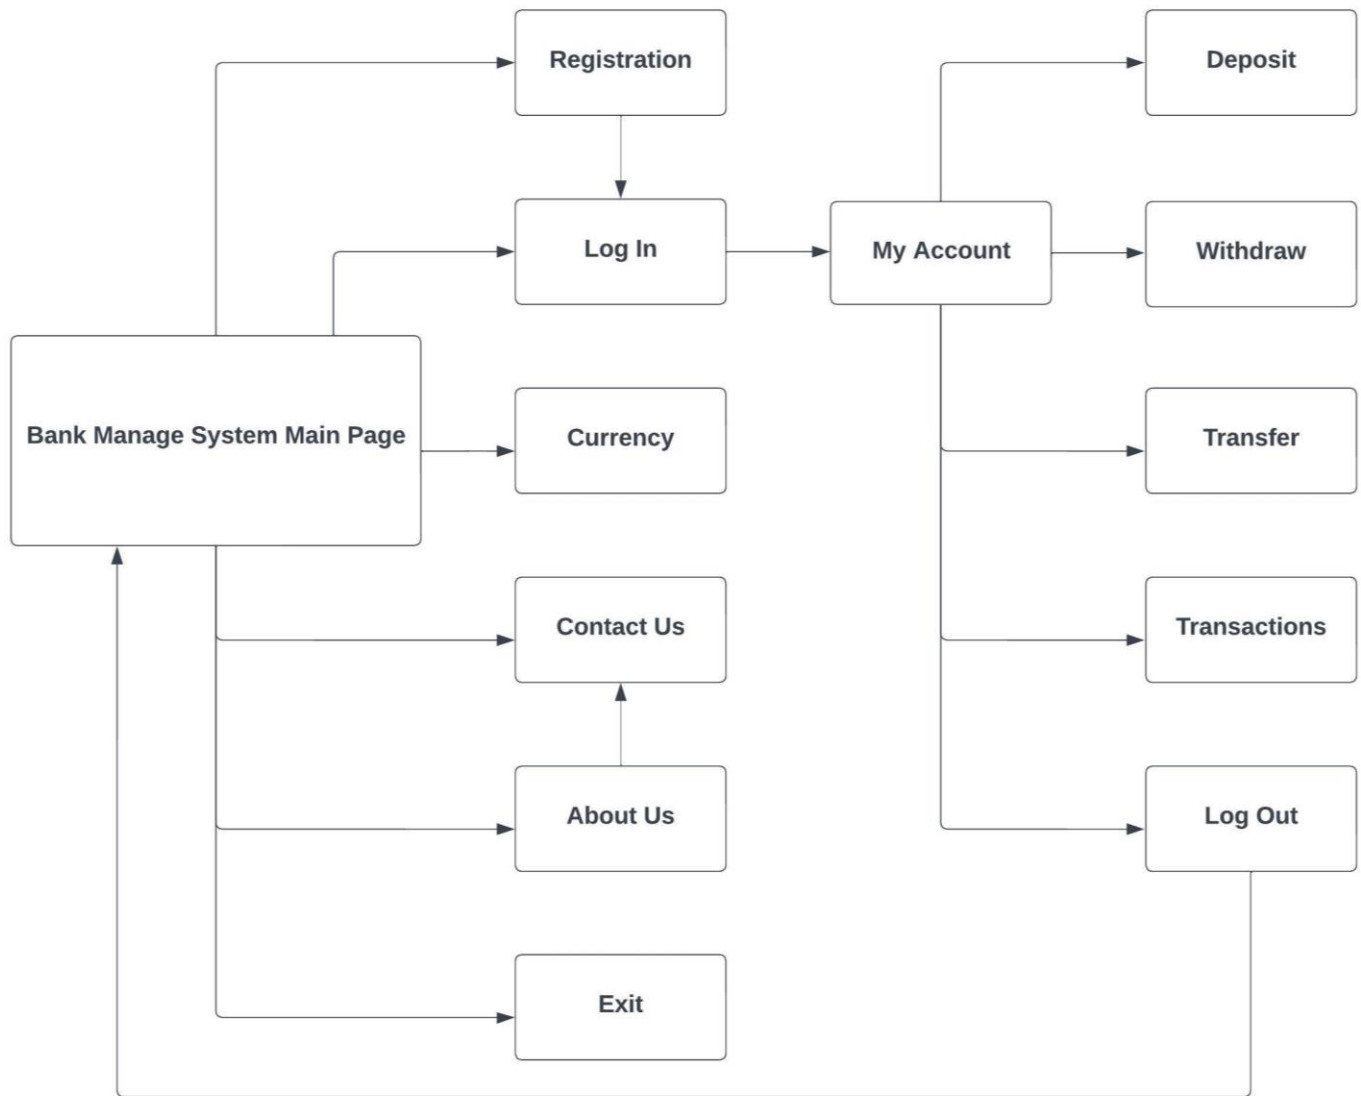 Registration
Deposit
Log In
My Account
Withdraw
Bank Manage System Main Page
Currency
Transfer
Contact Us
Transactions
About Us
Log Out
Exit